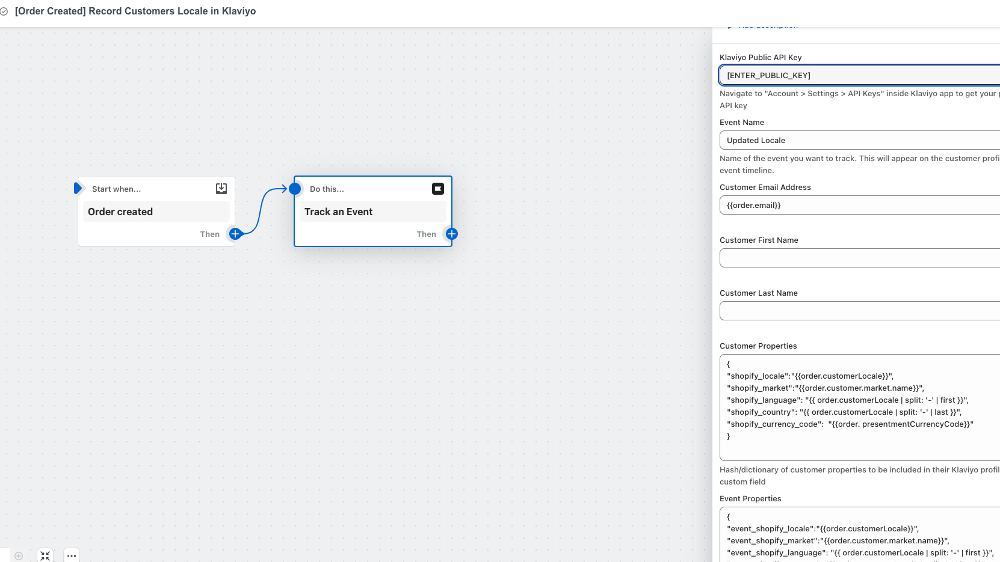 [Order Created] Record Customers Locale in Klaviyo
Start when...
Order created
Then
Do this...
Track an Event
Then
Add description
Klaviyo Public API Key
[ENTER_PUBLIC_KEY]
Navigate to "Account > Settings > API Keys" inside Klaviyo app to get your
API key
Event Name
Updated Locale
Name of the event you want to track. This will appear on the customer profi
event timeline.
Customer Email Address
{{order.email}}
Customer First Name
Customer Last Name
Customer Properties
{
"shopify_locale":"{{order.customerLocale}}",
"shopify_market":"{{order.customer.market.name}}",
"shopify_language": "{{ order.customerLocale | split: '-' | first }}",
"shopify_country": "{{ order.customerLocale | split: '-' | last }}",
"shopify_currency_code":  "{{order. presentmentCurrencyCode}}"
}
Hash/dictionary of customer properties to be included in their Klaviyo profil
custom field
Event Properties
{
"event_shopify_locale":"{{order.customerLocale}}",
"event_shopify_market":"{{order.customer.market.name}}",
"event_shopify_language": "{{ order.customerLocale | split: '-' | first }}",